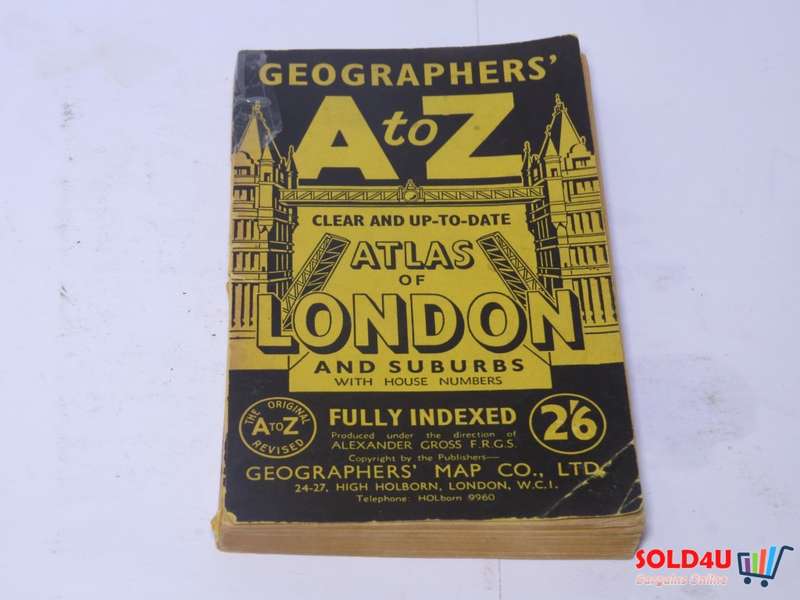 GEOGRAPHERS'
A to Z
CLEAR AND UP-TO-DATE
ATLAS
OF
LONDON
AND SUBURBS
WITH HOUSE NUMBERS
THE ORIGINAL
A TO Z
REVISED
FULLY INDEXED
Produced under the direction of
ALEXANDER GROSS F.R.G.S.
Copyright by the Publishers—
GEOGRAPHERS' MAP CO., LTD.
24-27, HIGH HOLBORN, LONDON, W.C.1.
Telephone: HOLborn 9960
2'6
SOLD4U
Bargains Online